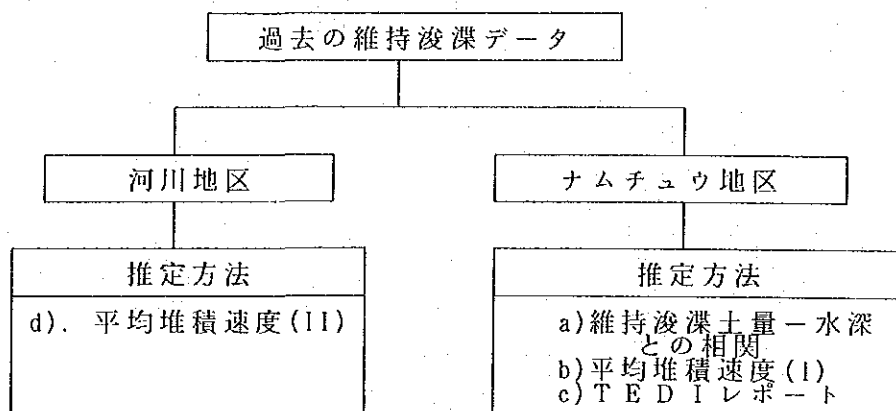 過去の維持浚渫データ
河川地区
ナムチュウ地区
推定方法
d). 平均堆積速度(II)
推定方法
a)維持浚渫土量－水深
との相関
b)平均堆積速度(I)
c)TEDIレポート